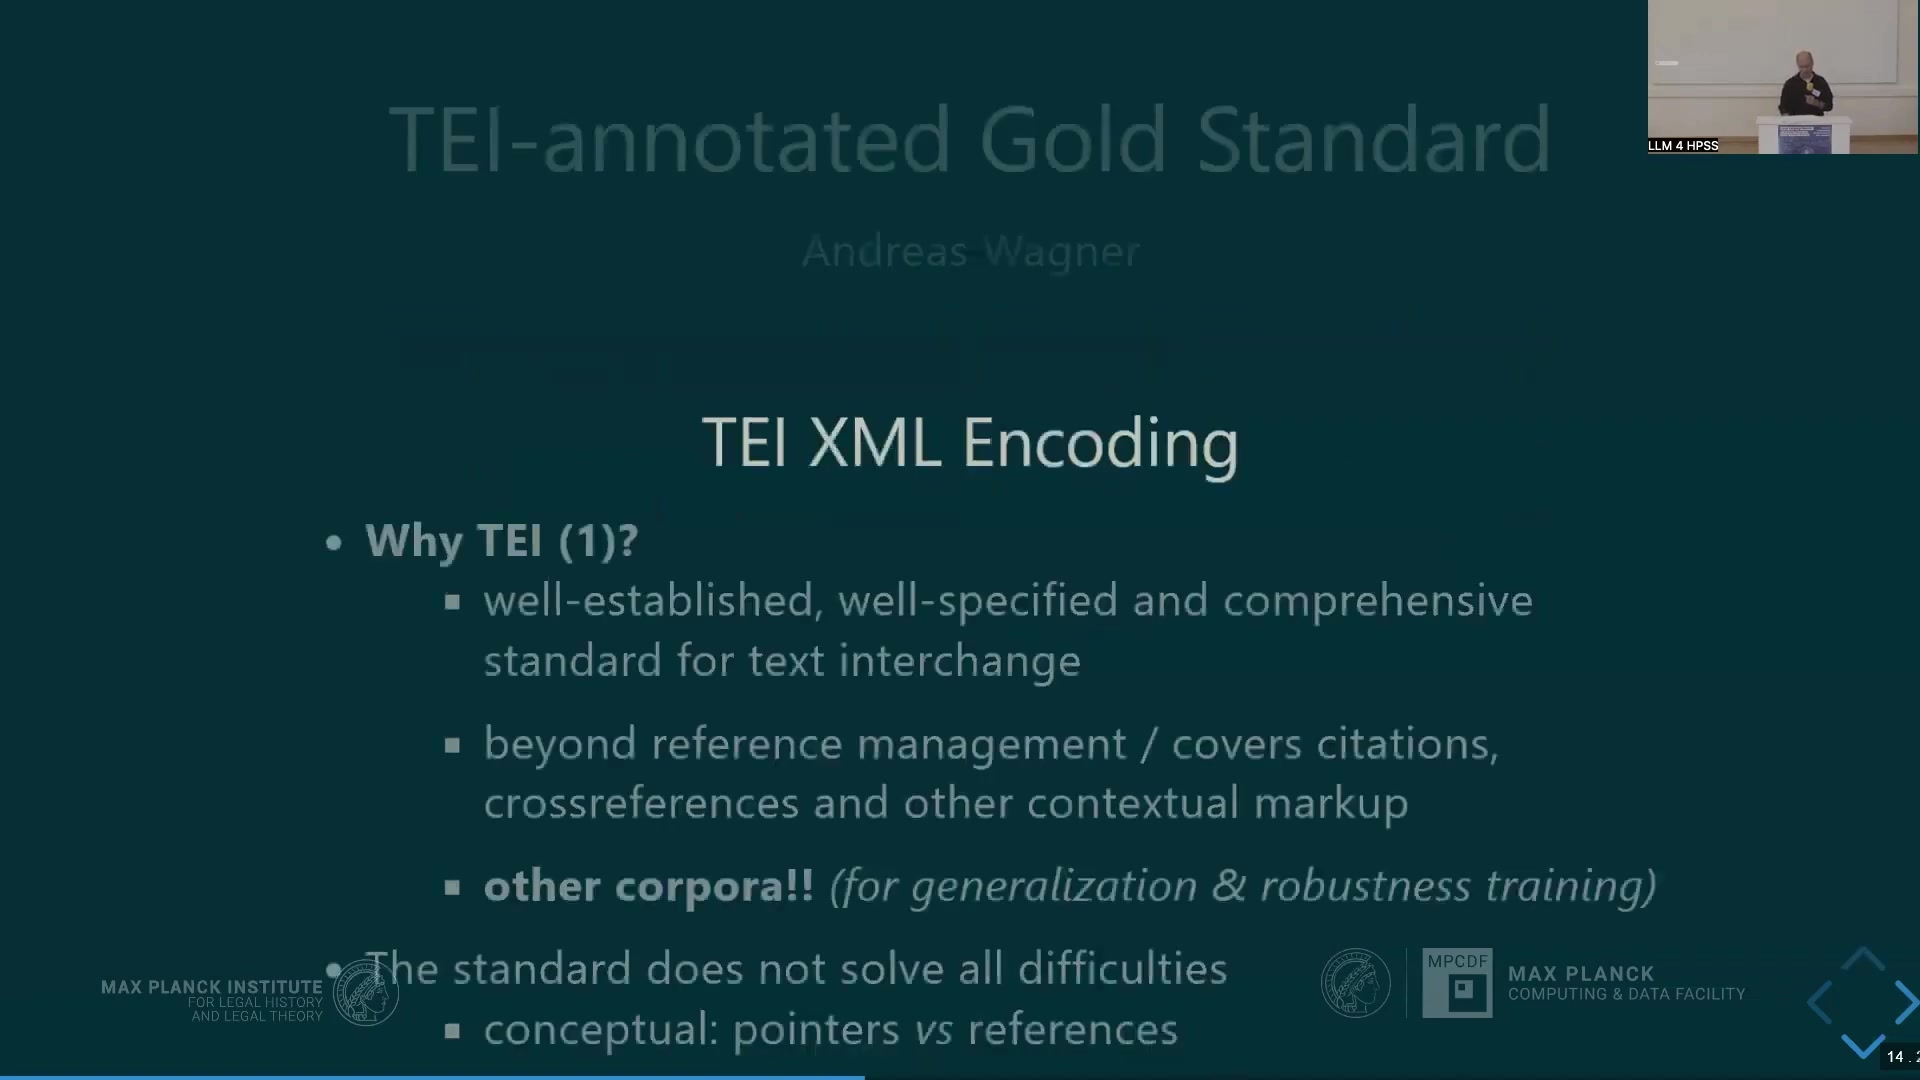 LLM 4 HPSS
TEI-annotated Gold Standard
Andreas Wagner
TEI XML Encoding
• Why TEI (1)?
▪ well-established, well-specified and comprehensive
standard for text interchange
▪ beyond reference management / covers citations,
crossreferences and other contextual markup
▪ other corpora!! (for generalization & robustness training)
• The standard does not solve all difficulties
▪ conceptual: pointers vs references
MAX PLANCK INSTITUTE
FOR LEGAL HISTORY
AND LEGAL THEORY
MPCDF
MAX PLANCK
COMPUTING & DATA FACILITY
14 . 2